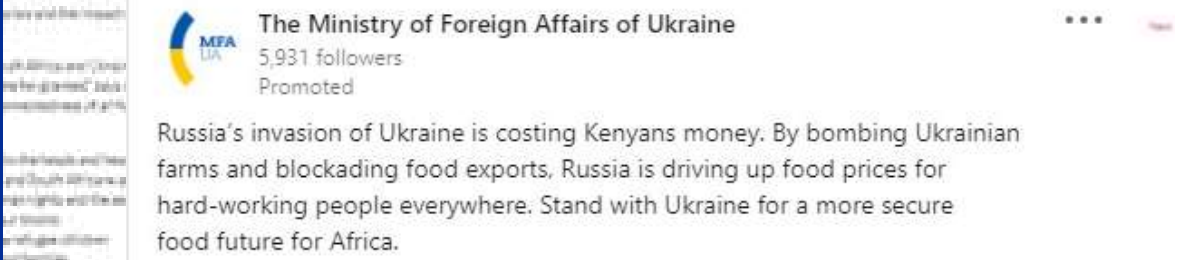 The Ministry of Foreign Affairs of Ukraine
MFA
UA
5,931 followers
Promoted
Russia's invasion of Ukraine is costing Kenyans money. By bombing Ukrainian
farms and blockading food exports, Russia is driving up food prices for
hard-working people everywhere. Stand with Ukraine for a more secure
food future for Africa.